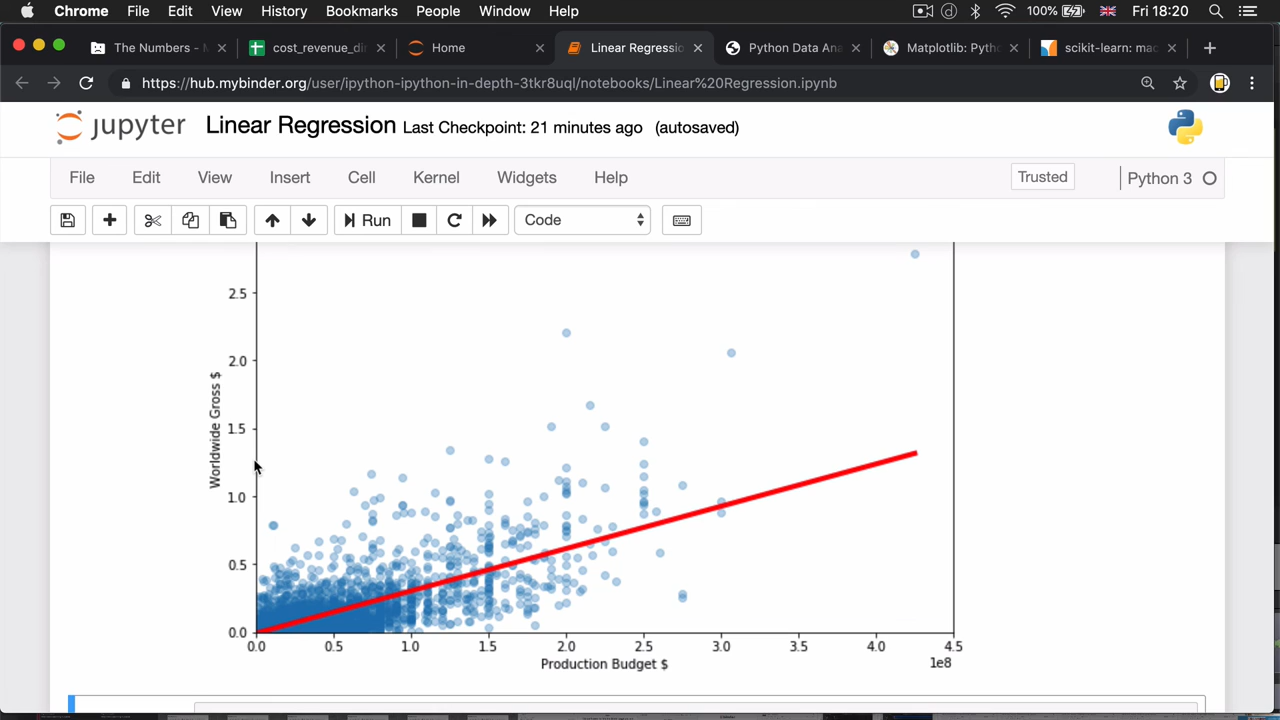 Chrome File Edit View History Bookmarks People Window Help 100% Fri 18:20
The Numbers - M cost_revenue_dir Home Linear Regressio Python Data Ana Matplotlib: Pytho scikit-learn: mac
https://hub.mybinder.org/user/ipython-ipython-in-depth-3tkr8uql/notebooks/Linear%20Regression.ipynb
jupyter Linear Regression Last Checkpoint: 21 minutes ago (autosaved)
File Edit View Insert Cell Kernel Widgets Help Trusted Python 3
Run Code
2.5
2.0
1.5
1.0
0.5
0.0
Worldwide Gross $
0.0 0.5 1.0 1.5 2.0 2.5 3.0 3.5 4.0 4.5
Production Budget $ 1e8